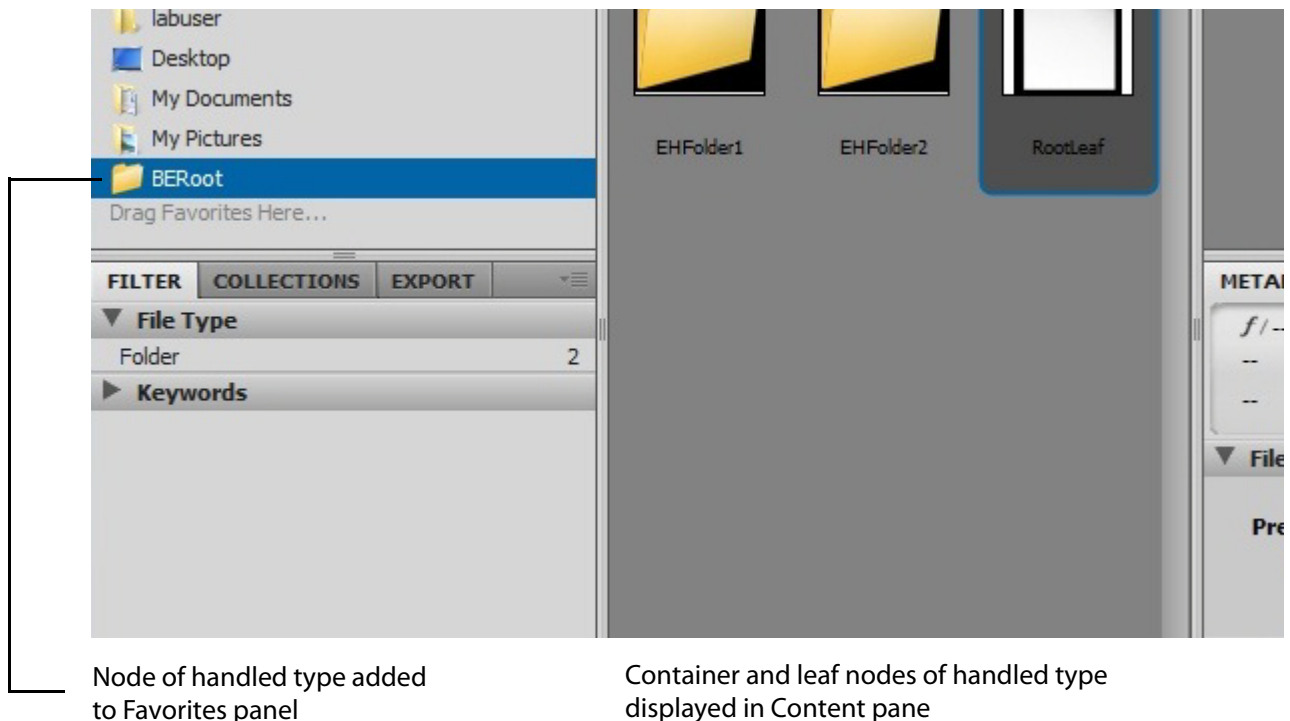 labuser
Desktop
My Documents
My Pictures
BERoot
Drag Favorites Here...
FILTER COLLECTIONS EXPORT
File Type
Folder 2
Keywords
EHFolder1 EHFolder2 RootLeaf
f/--
--
--
Node of handled type added
to Favorites panel
Container and leaf nodes of handled type
displayed in Content pane